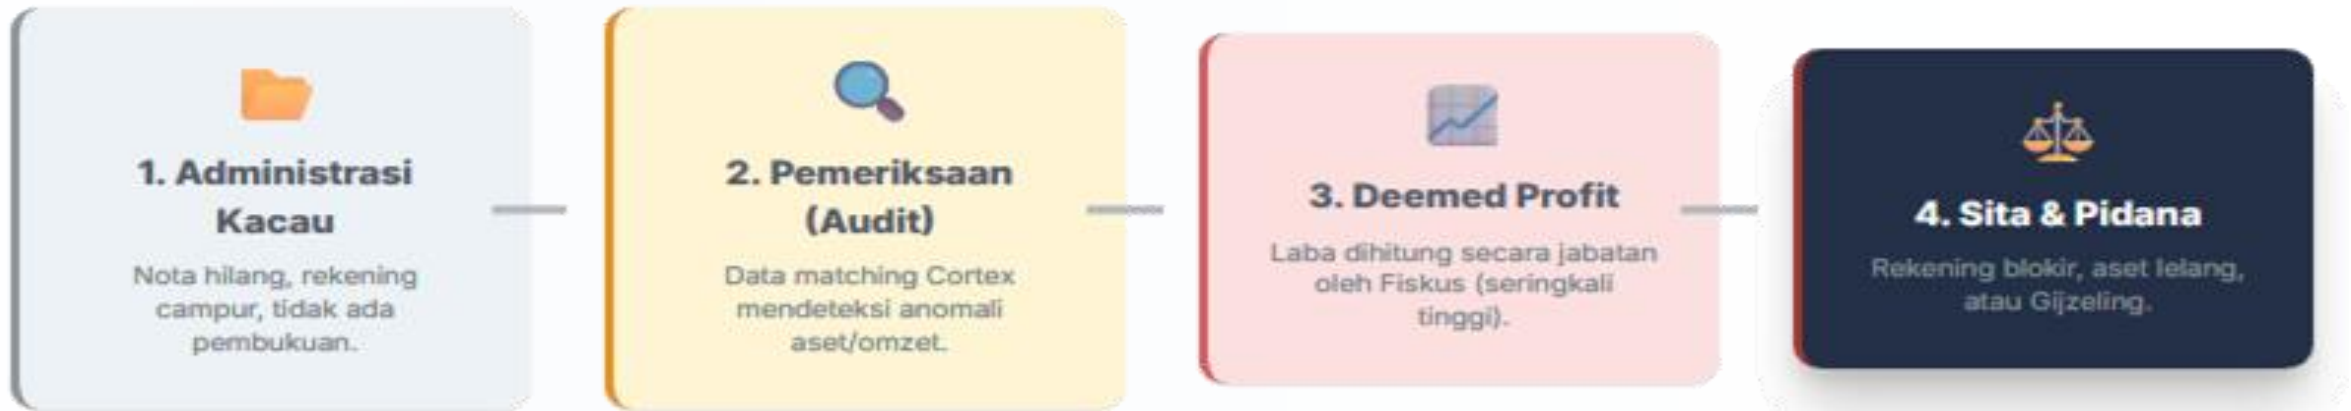 1. Administrasi
Kacau
Nota hilang, rekening
campur, tidak ada
pembukuan.
2. Pemeriksaan
(Audit)
Data matching Cortex
mendeteksi anomali
aset/omzet.
3. Deemed Profit
Laba dihitung secara jabatan
oleh Fiskus (seringkali
tinggi).
4. Sita & Pidana
Rekening blokir, aset lelang,
atau Gijzeling.